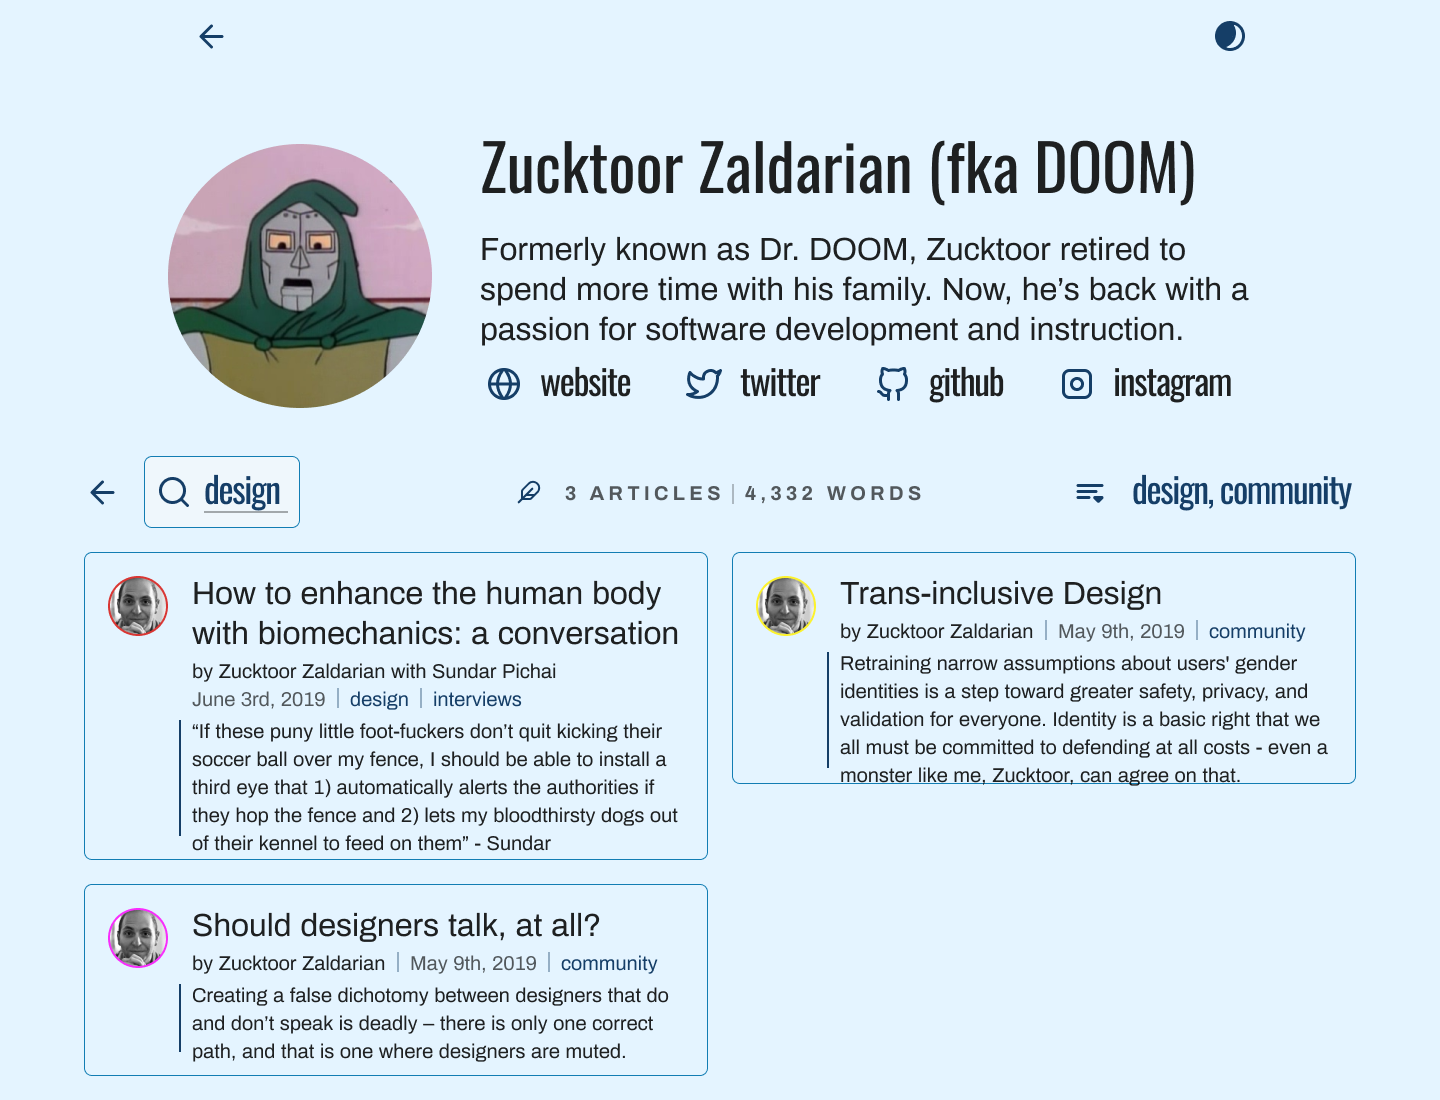 Zucktoor Zaldarian (fka DOOM)
Formerly known as Dr. DOOM, Zucktoor retired to
spend more time with his family. Now, he’s back with a
passion for software development and instruction.
website twitter github instagram
design 3 ARTICLES | 4,332 WORDS design, community
How to enhance the human body
with biomechanics: a conversation
by Zucktoor Zaldarian with Sundar Pichai
June 3rd, 2019 | design | interviews
“If these puny little foot-fuckers don’t quit kicking their
soccer ball over my fence, I should be able to install a
third eye that 1) automatically alerts the authorities if
they hop the fence and 2) lets my bloodthirsty dogs out
of their kennel to feed on them” - Sundar
Trans-inclusive Design
by Zucktoor Zaldarian | May 9th, 2019 | community
Retraining narrow assumptions about users' gender
identities is a step toward greater safety, privacy, and
validation for everyone. Identity is a basic right that we
all must be committed to defending at all costs - even a
monster like me, Zucktoor, can agree on that.
Should designers talk, at all?
by Zucktoor Zaldarian | May 9th, 2019 | community
Creating a false dichotomy between designers that do
and don’t speak is deadly – there is only one correct
path, and that is one where designers are muted.